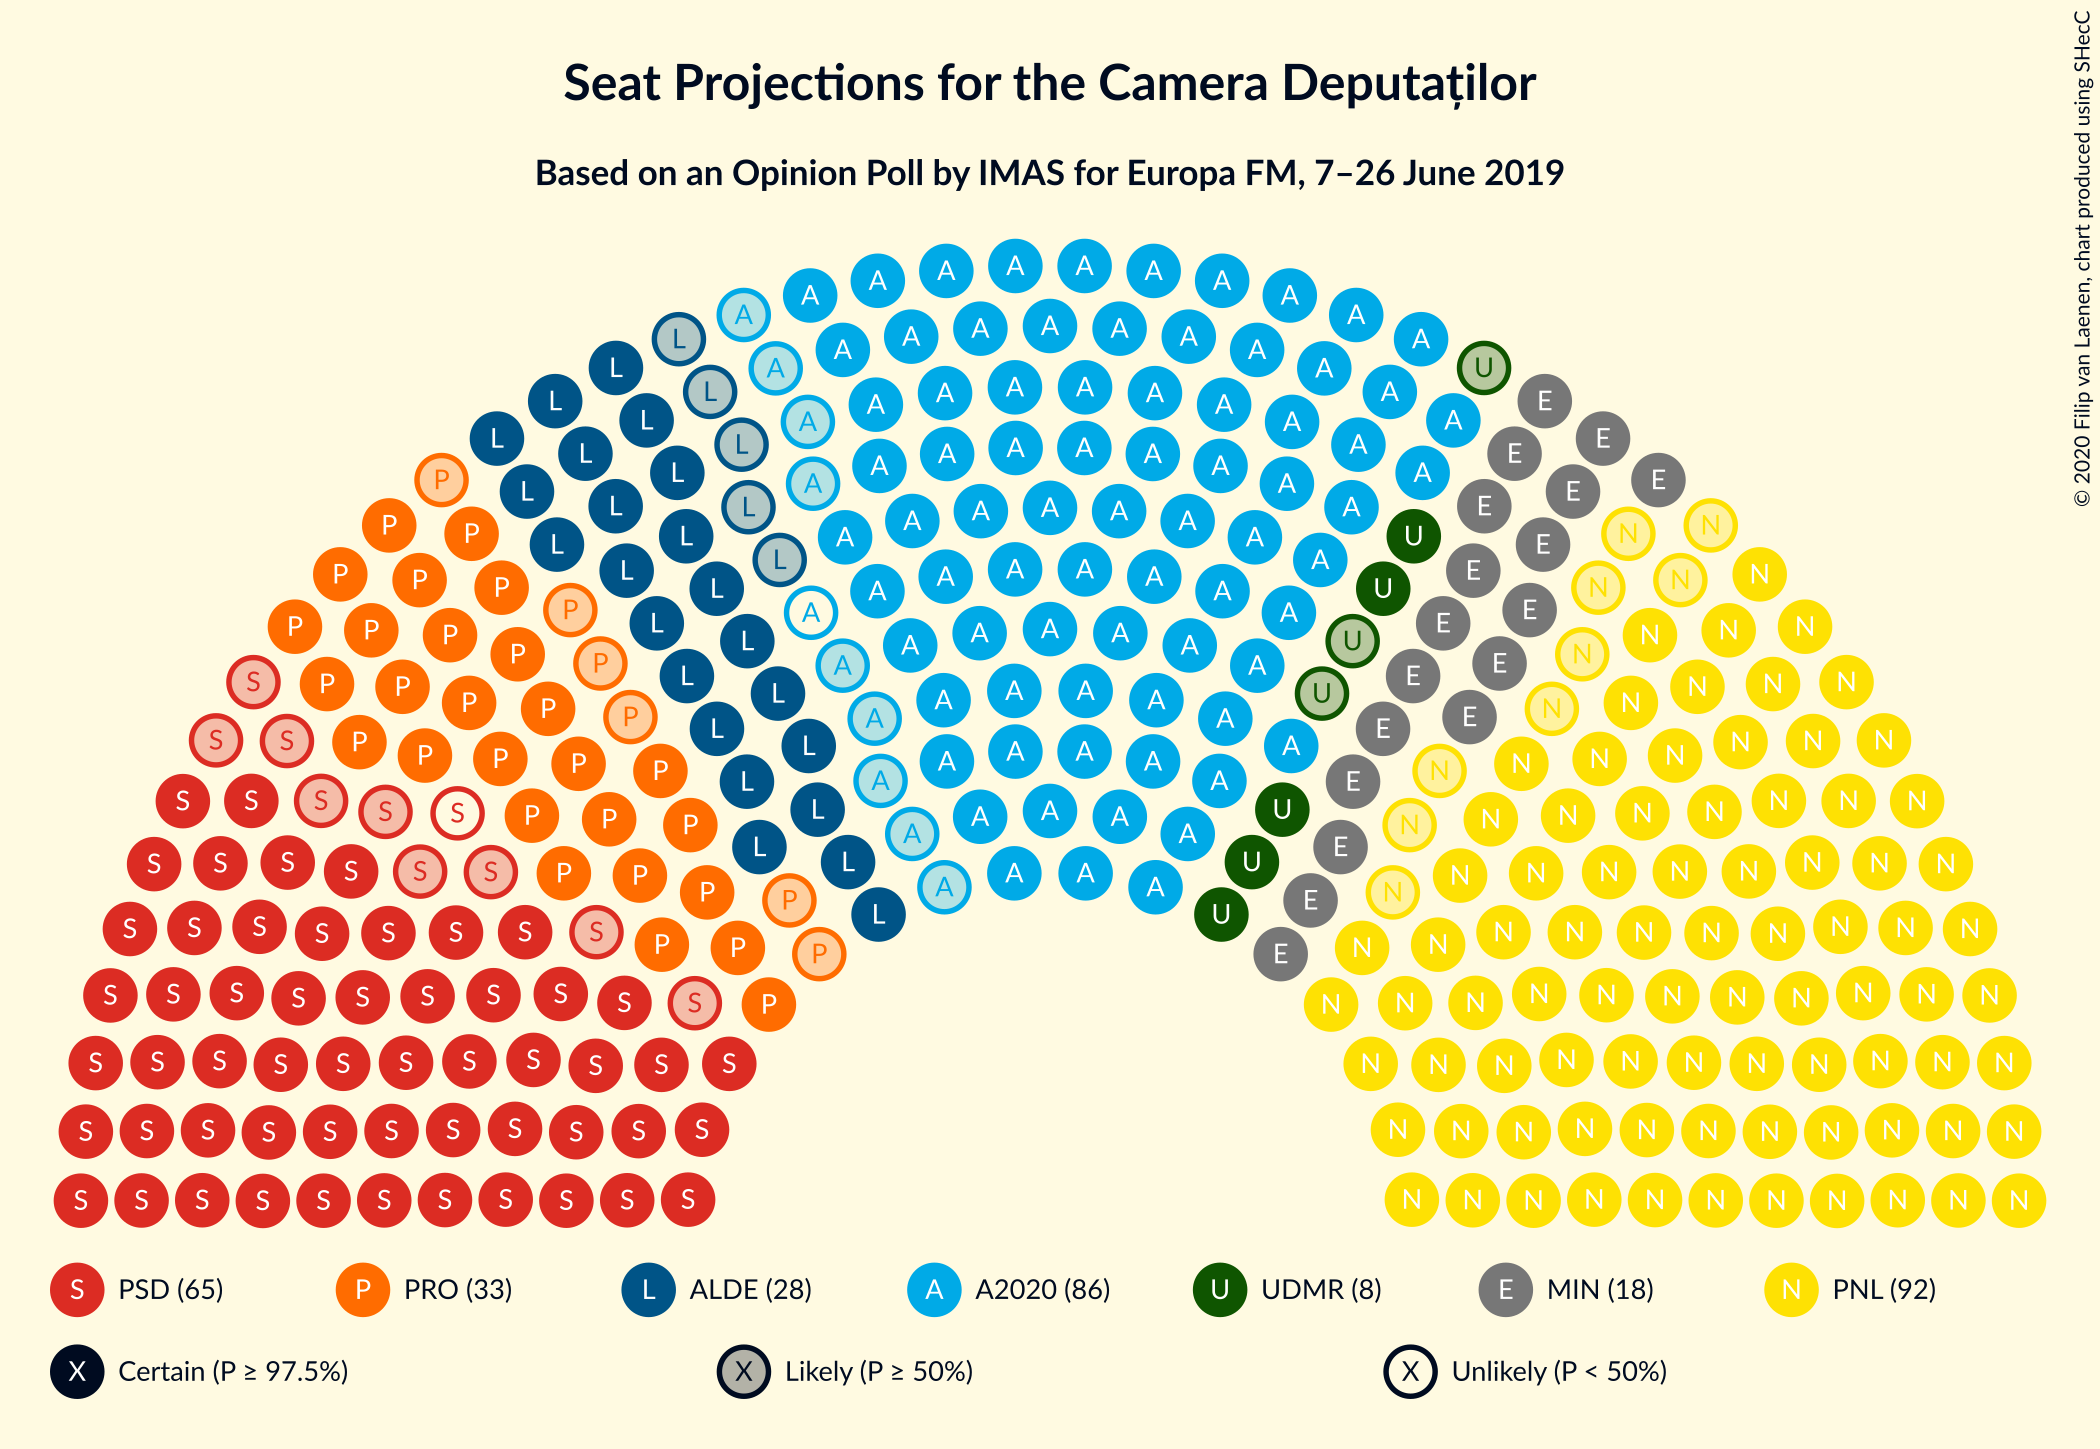 Seat Projections for the Camera Deputaților
Based on an Opinion Poll by IMAS for Europa FM, 7–26 June 2019
© 2020 Filip van Laenen, chart produced using SHecC
S PSD (65) P PRO (33) L ALDE (28) A A2020 (86) U UDMR (8) E MIN (18) N PNL (92)
X Certain (P ≥ 97.5%) X Likely (P ≥ 50%) X Unlikely (P < 50%)